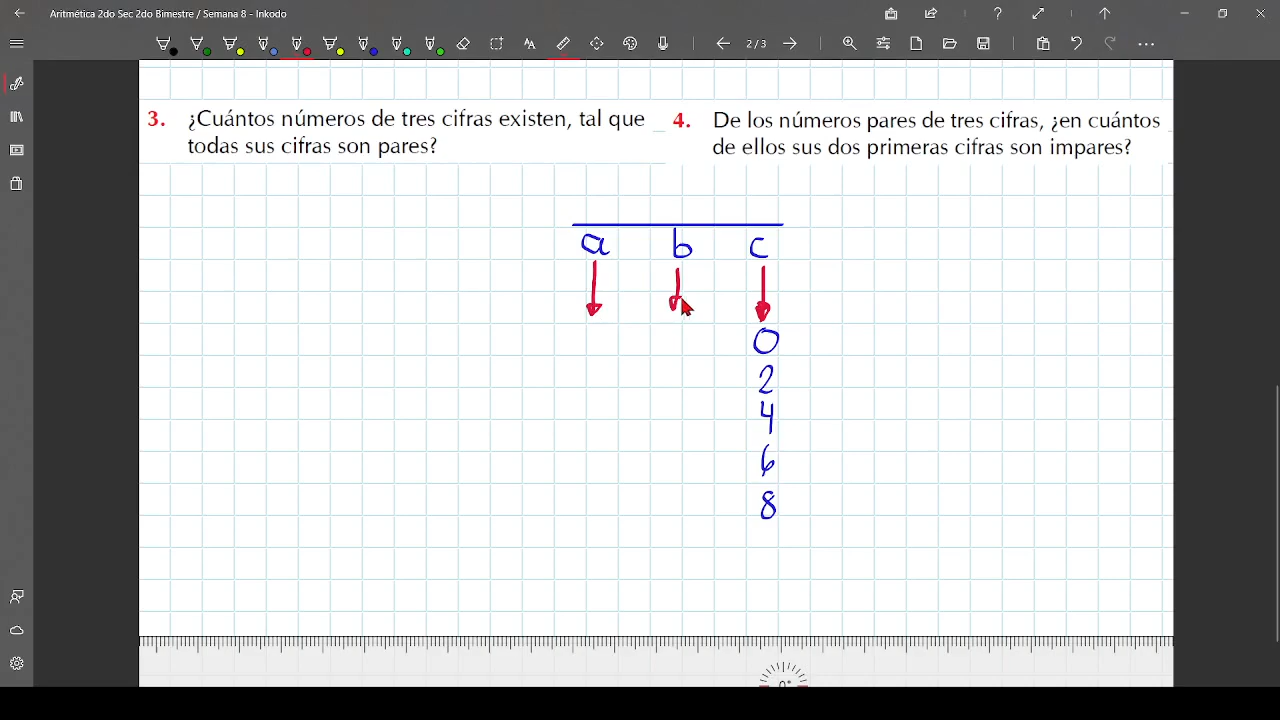 Aritmética 2do Sec 2do Bimestre / Semana 8 - Inkodo
2/3
3. ¿Cuántos números de tres cifras existen, tal que
todas sus cifras son pares?
4. De los números pares de tres cifras, ¿en cuántos
de ellos sus dos primeras cifras son impares?
a b c
0
2
4
6
8
0°